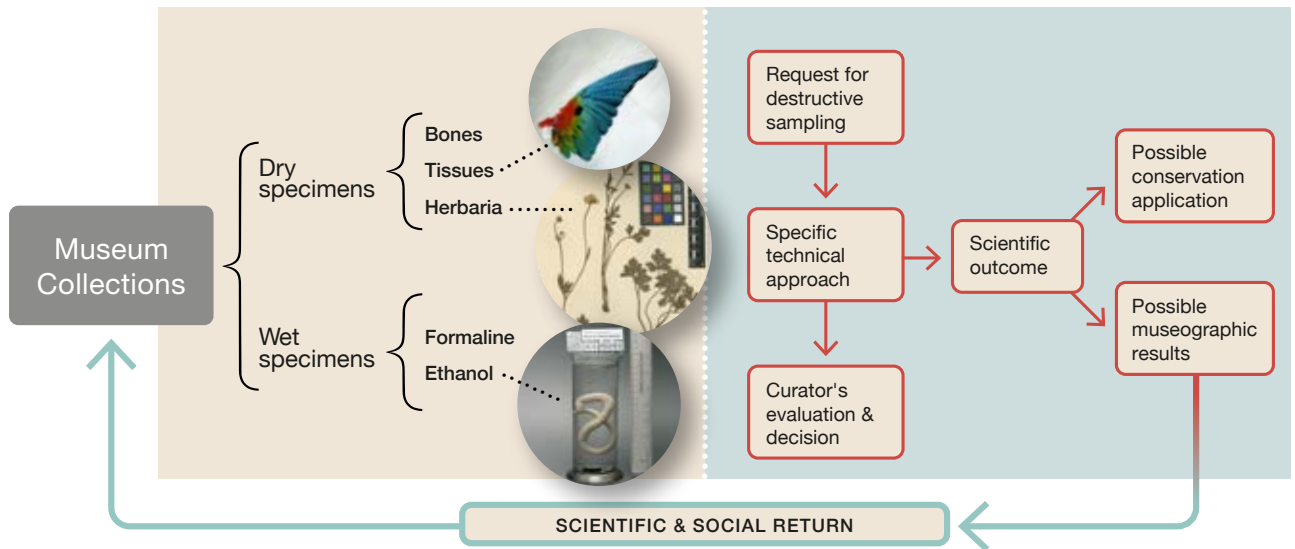 Museum
Collections
Dry
specimens
Bones
Tissues
Herbaria
Wet
specimens
Formaline
Ethanol
Request for
destructive
sampling
Specific
technical
approach
Curator's
evaluation &
decision
Scientific
outcome
Possible
conservation
application
Possible
museographic
results
SCIENTIFIC & SOCIAL RETURN